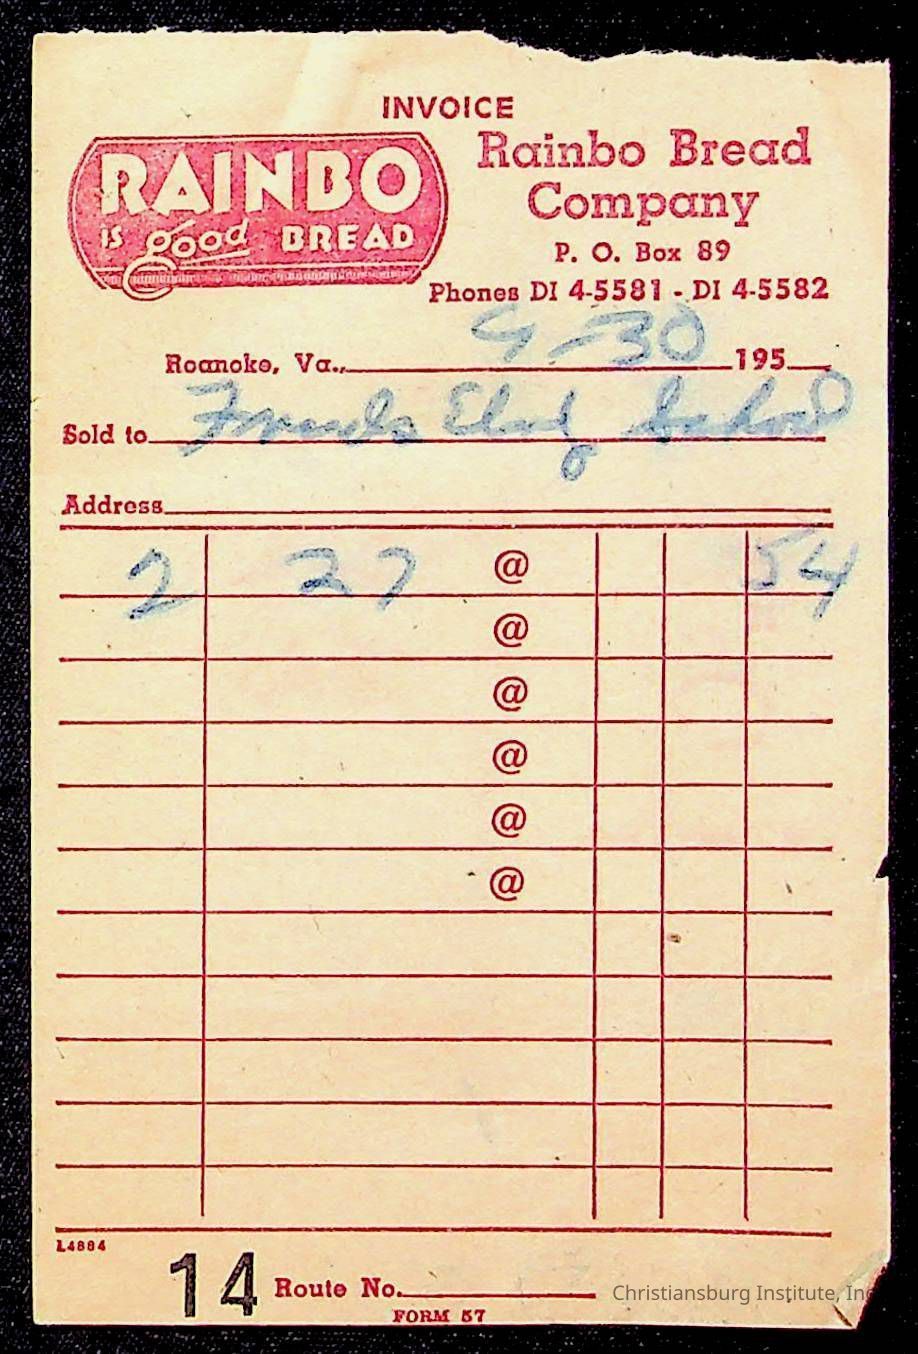 INVOICE
RAINBO
IS good BREAD
Rainbo Bread
Company
P. O. Box 89
Phones DI 4-5581 - DI 4-5582
Roanoke, Va., 9-30 195
Sold to
Address
2 27 @ 54
@
@
@
@
@
L4884
14 Route No.
FORM 57
Christiansburg Institute, Inc